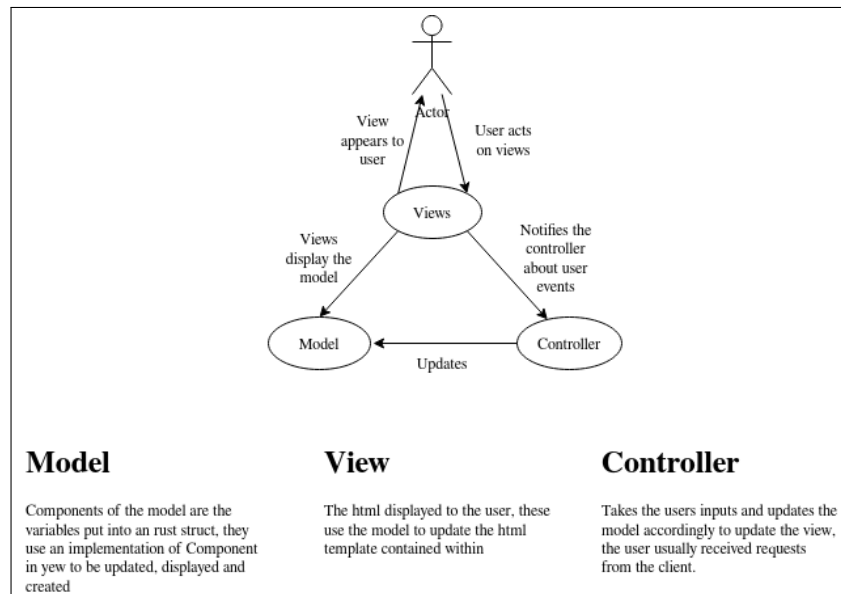 Actor
View
appears to
user
User acts
on views
Views
Views
display the
model
Notifies the
controller
about user
events
Model
Controller
Updates
Model
Components of the model are the
variables put into an rust struct, they
use an implementation of Component
in yew to be updated, displayed and
created
View
The html displayed to the user, these
use the model to update the html
template contained within
Controller
Takes the users inputs and updates the
model accordingly to update the view,
the user usually received requests
from the client.